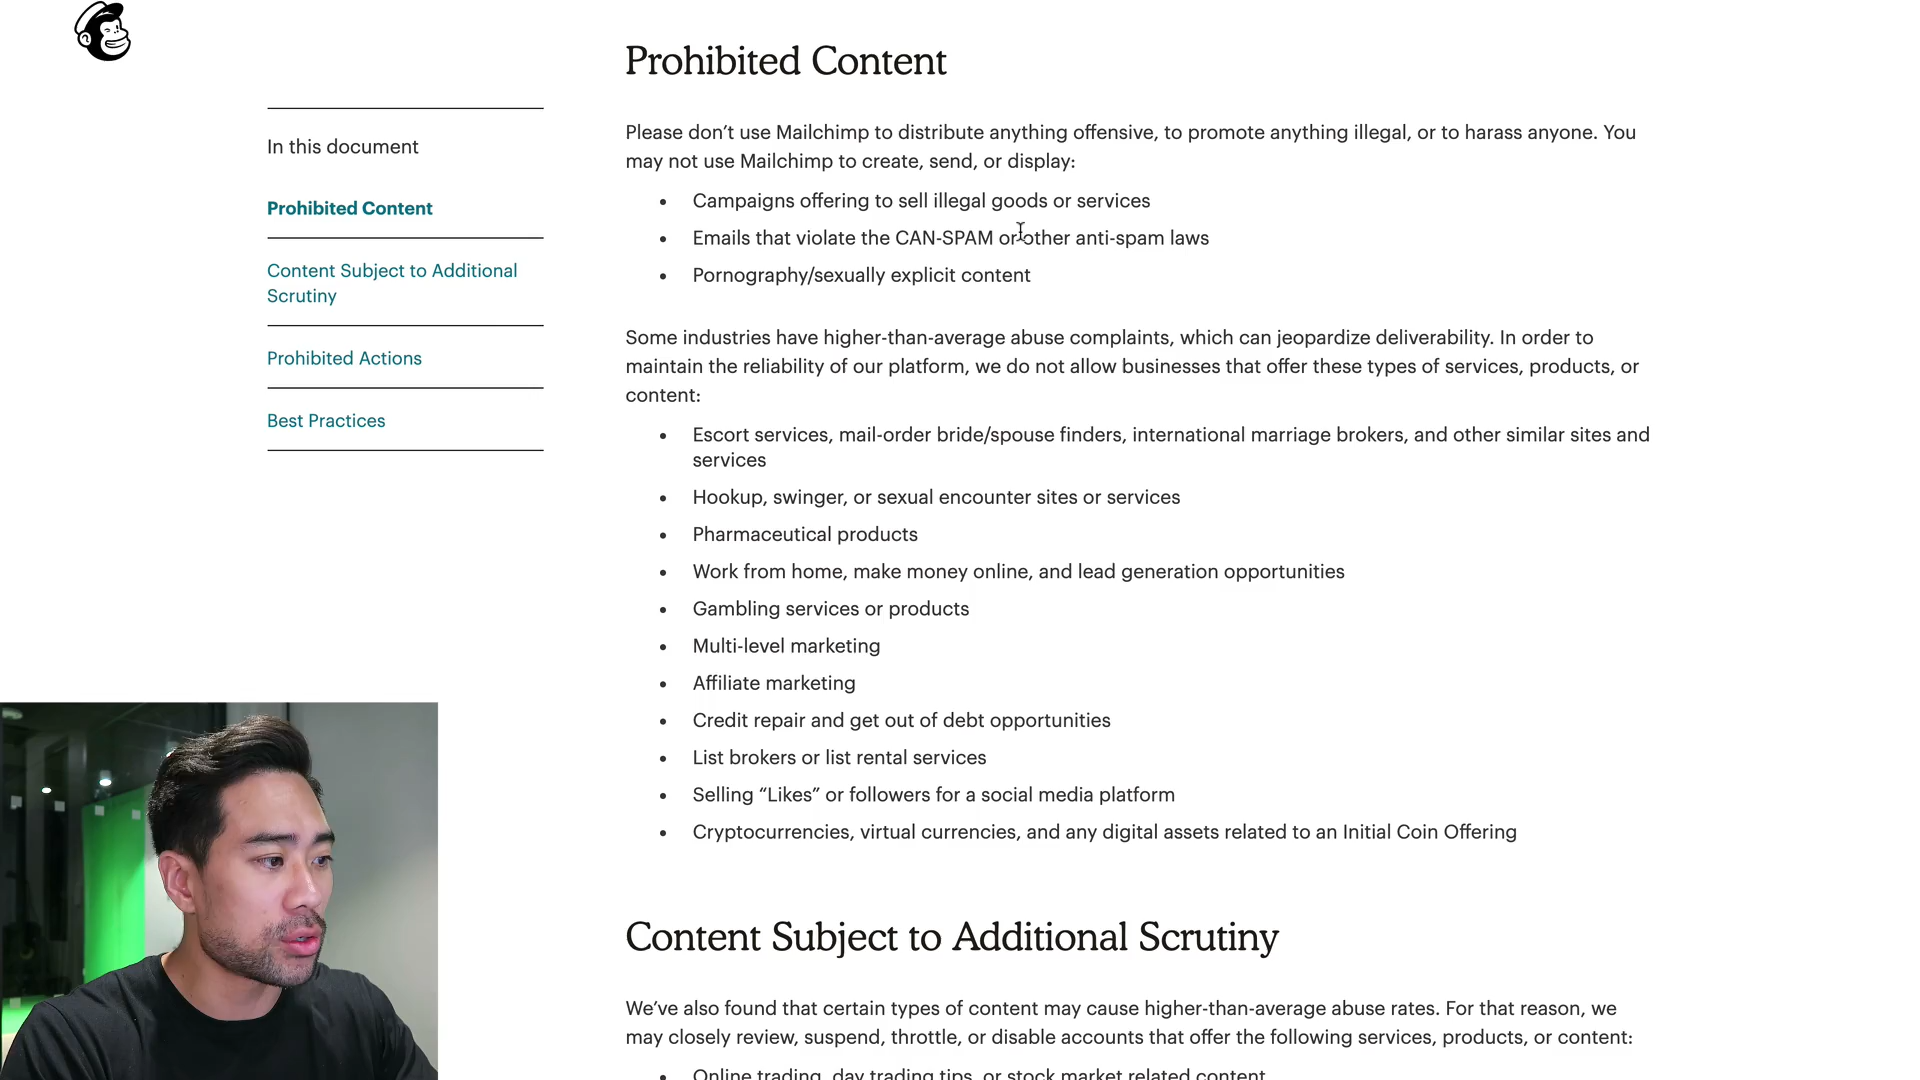 Prohibited Content
In this document
Prohibited Content
Content Subject to Additional
Scrutiny
Prohibited Actions
Best Practices
Please don’t use Mailchimp to distribute anything offensive, to promote anything illegal, or to harass anyone. You
may not use Mailchimp to create, send, or display:
• Campaigns offering to sell illegal goods or services
• Emails that violate the CAN-SPAM or other anti-spam laws
• Pornography/sexually explicit content
Some industries have higher-than-average abuse complaints, which can jeopardize deliverability. In order to
maintain the reliability of our platform, we do not allow businesses that offer these types of services, products, or
content:
• Escort services, mail-order bride/spouse finders, international marriage brokers, and other similar sites and
services
• Hookup, swinger, or sexual encounter sites or services
• Pharmaceutical products
• Work from home, make money online, and lead generation opportunities
• Gambling services or products
• Multi-level marketing
• Affiliate marketing
• Credit repair and get out of debt opportunities
• List brokers or list rental services
• Selling “Likes” or followers for a social media platform
• Cryptocurrencies, virtual currencies, and any digital assets related to an Initial Coin Offering
Content Subject to Additional Scrutiny
We’ve also found that certain types of content may cause higher-than-average abuse rates. For that reason, we
may closely review, suspend, throttle, or disable accounts that offer the following services, products, or content:
• Online trading, day trading tips, or stock market related content